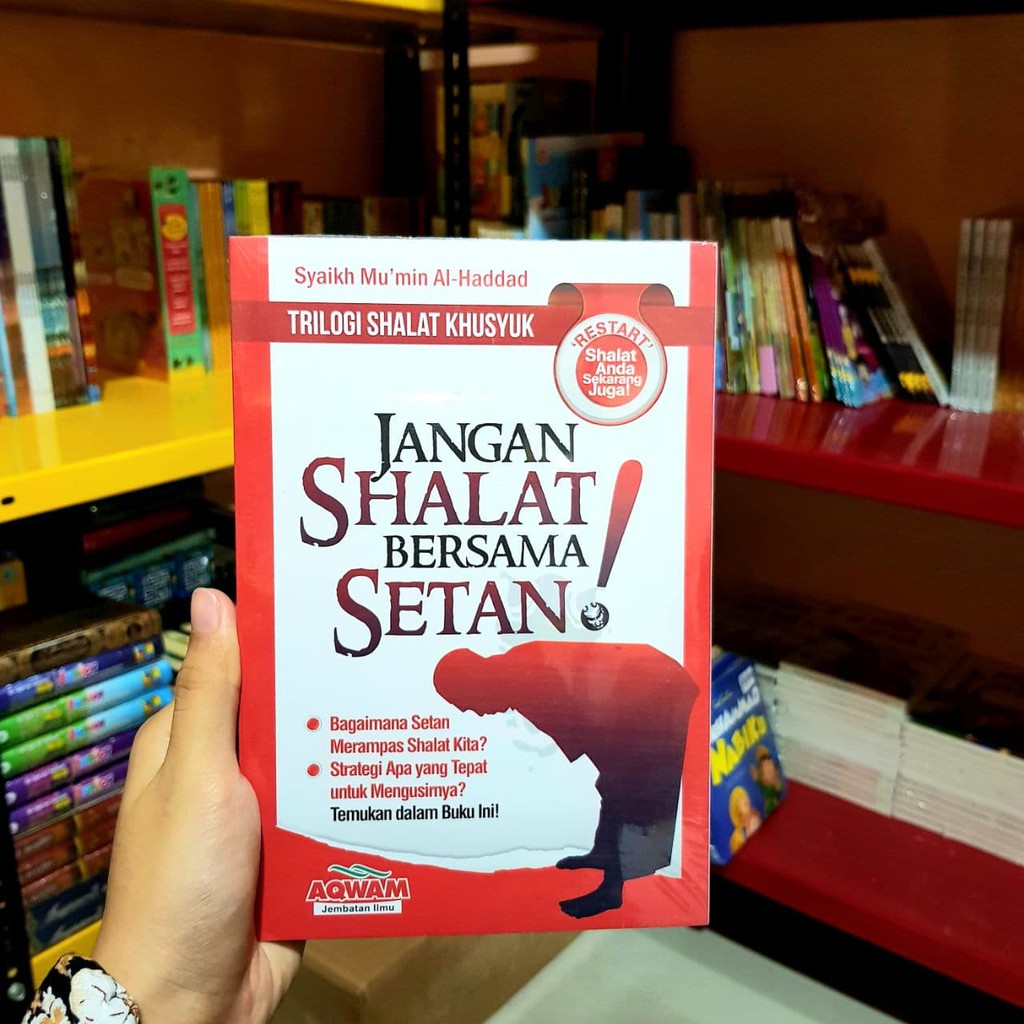 Syaikh Mu'min Al-Haddad
TRILOGI SHALAT KHUSYUK
'RESTART'
Shalat
Anda
Sekarang
Juga!
JANGAN
SHALAT
BERSAMA
SETAN!
• Bagaimana Setan
Merampas Shalat Kita?
• Strategi Apa yang Tepat
untuk Mengusirnya?
Temukan dalam Buku Ini!
AQWAM
Jembatan Ilmu
NABIKU